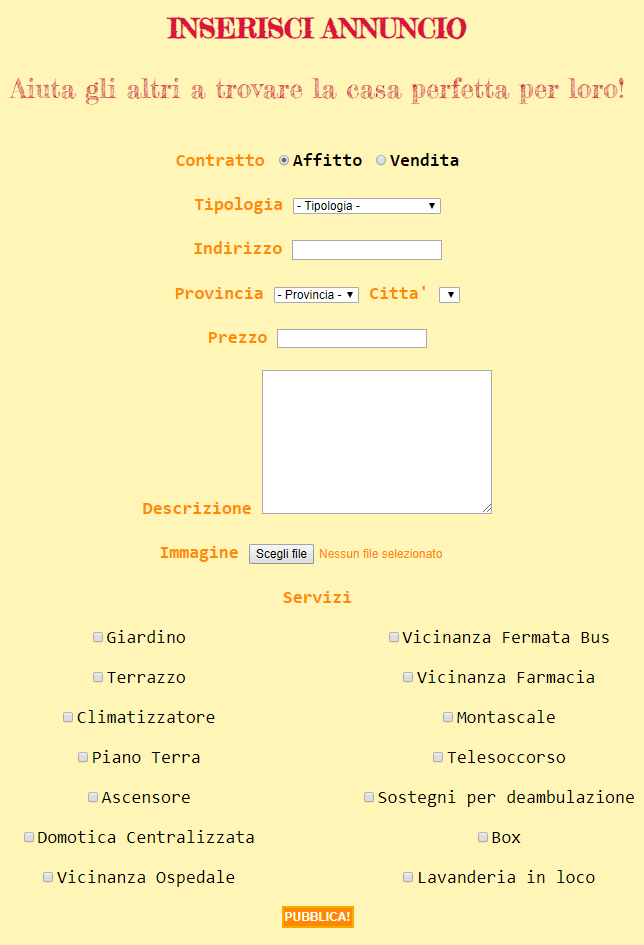 INSERISCI ANNUNCIO
Aiuta gli altri a trovare la casa perfetta per loro!
Contratto Affitto Vendita
Tipologia - Tipologia -
Indirizzo
Provincia - Provincia - Citta'
Prezzo
Descrizione
Immagine Scegli file Nessun file selezionato
Servizi
Giardino Vicinanza Fermata Bus
Terrazzo Vicinanza Farmacia
Climatizzatore Montascale
Piano Terra Telesoccorso
Ascensore Sostegni per deambulazione
Domotica Centralizzata Box
Vicinanza Ospedale Lavanderia in loco
PUBBLICA!